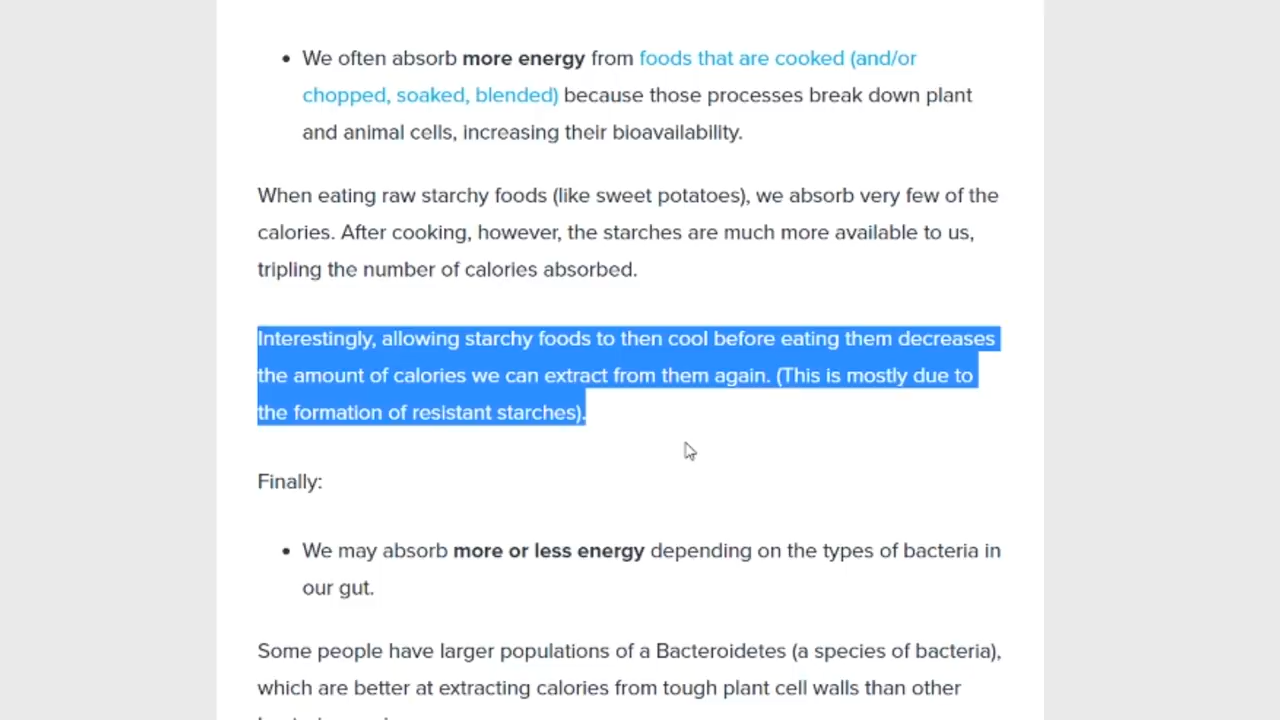 • We often absorb more energy from foods that are cooked (and/or
chopped, soaked, blended) because those processes break down plant
and animal cells, increasing their bioavailability.
When eating raw starchy foods (like sweet potatoes), we absorb very few of the
calories. After cooking, however, the starches are much more available to us,
tripling the number of calories absorbed.
Interestingly, allowing starchy foods to then cool before eating them decreases
the amount of calories we can extract from them again. (This is mostly due to
the formation of resistant starches).
Finally:
• We may absorb more or less energy depending on the types of bacteria in
our gut.
Some people have larger populations of a Bacteroidetes (a species of bacteria),
which are better at extracting calories from tough plant cell walls than other